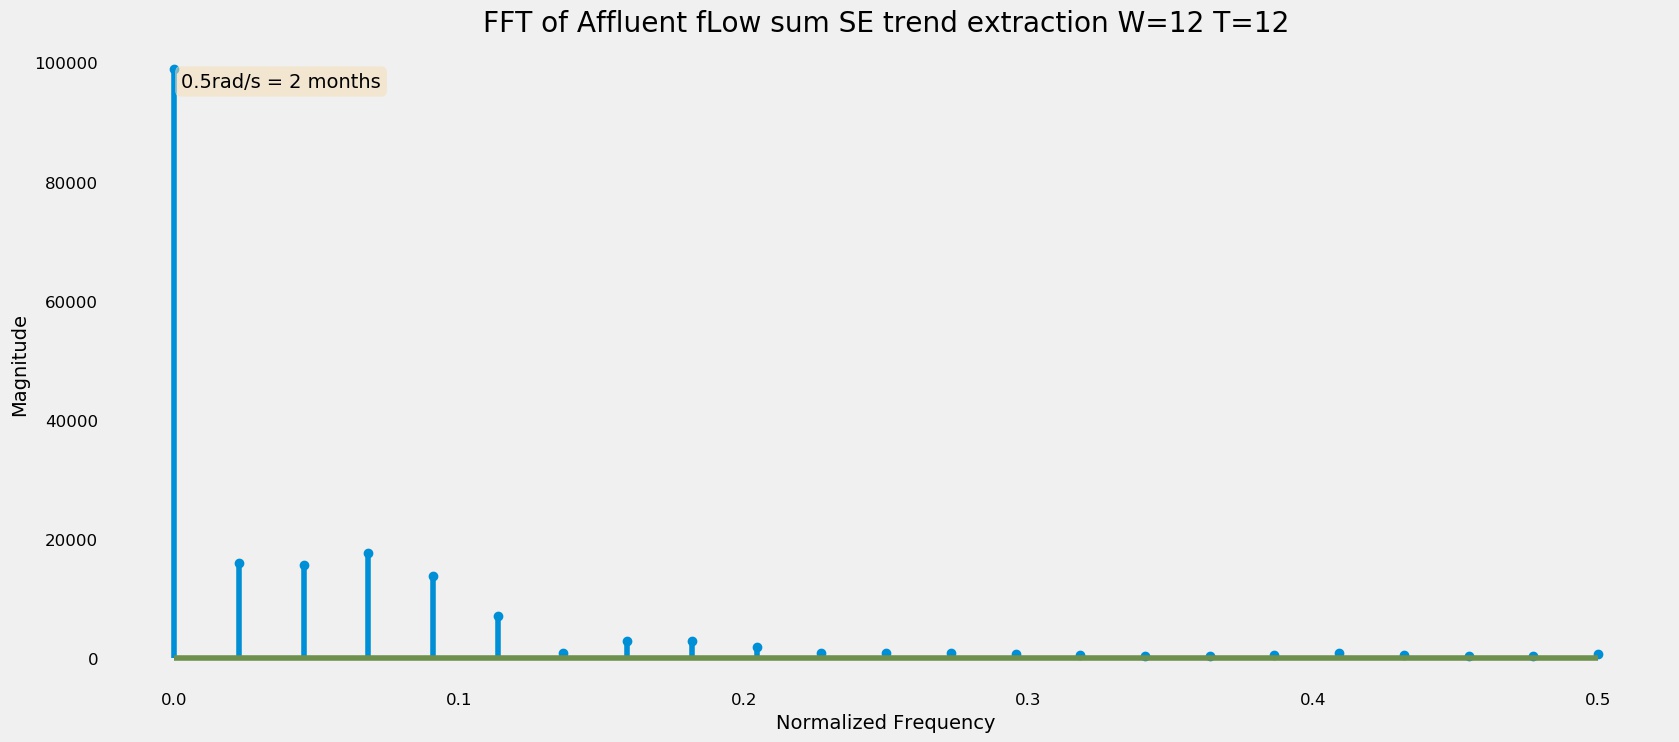 FFT of Affluent fLow sum SE trend extraction W=12 T=12
100000
0.5rad/s = 2 months
80000
60000
Magnitude
40000
20000
0
0.0 0.1 0.2 0.3 0.4 0.5
Normalized Frequency